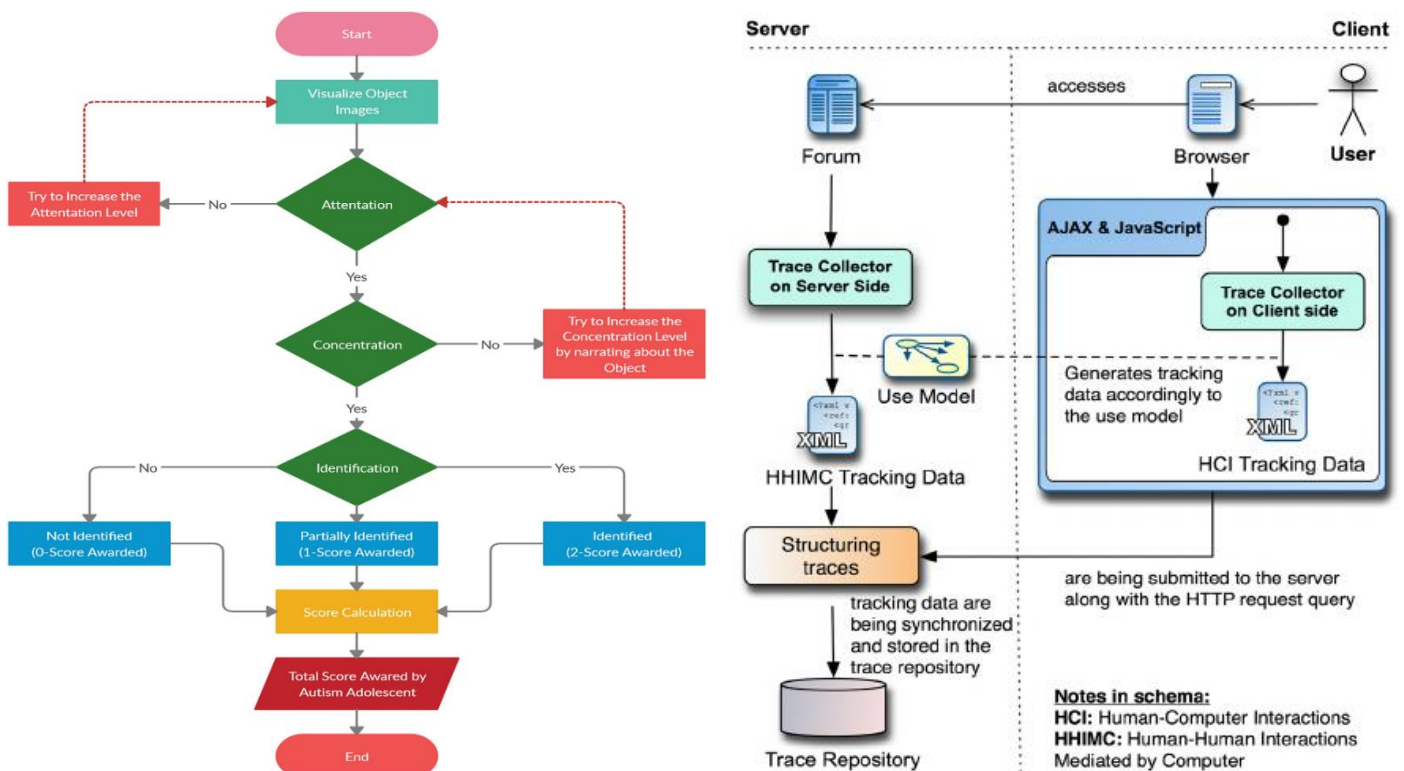 Start
Visualize Object
Images
Try to Increase the
Attentation Level
No
Attentation
Yes
Concentration
No
Try to Increase the
Concentration Level
by narrating about the
Object
Yes
No
Identification
Yes
Not Identified
(0-Score Awarded)
Partially Identified
(1-Score Awarded)
Identified
(2-Score Awarded)
Score Calculation
Total Score Awared by
Autism Adolescent
End
Server
Client
accesses
Forum
Browser
User
AJAX & JavaScript
Trace Collector
on Server Side
Trace Collector
on Client side
Use Model
Generates tracking
data accordingly to
the use model
<?xml v
<ref:
<gr
XML
HHIMC Tracking Data
<?xml v
<ref:
<gr
XML
HCI Tracking Data
Structuring
traces
are being submitted to the server
along with the HTTP request query
tracking data are
being synchronized
and stored in the
trace repository
Trace Repository
Notes in schema:
HCI: Human-Computer Interactions
HHIMC: Human-Human Interactions
Mediated by Computer